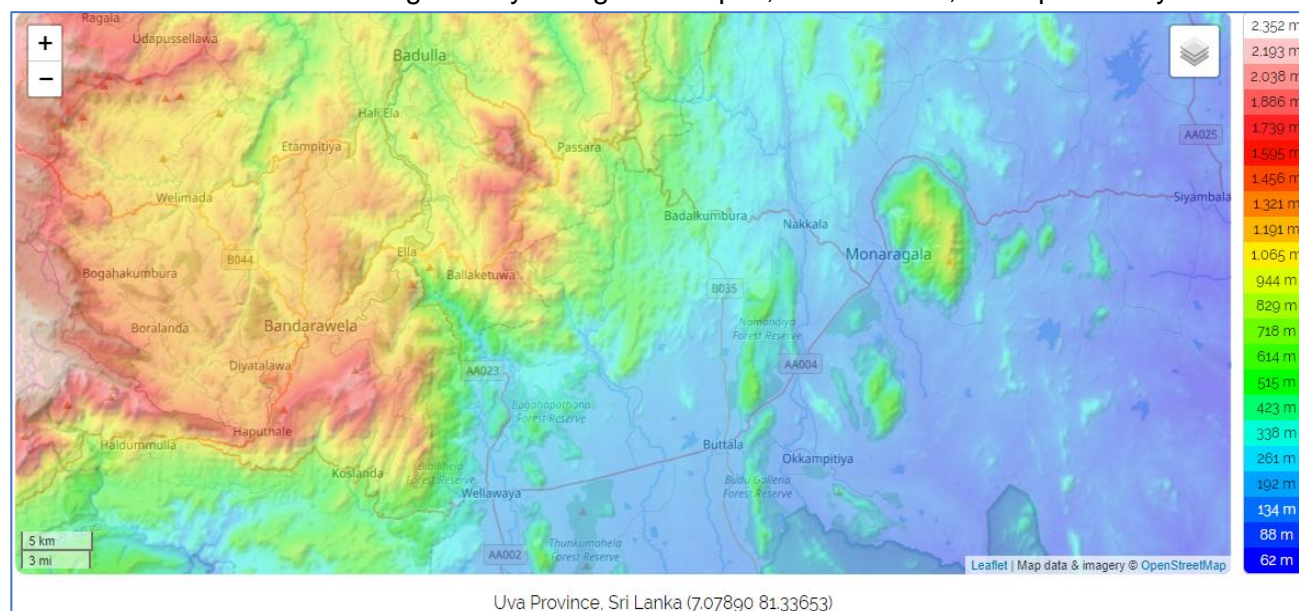 +
−
Ragala
Udapussellawa
Badulla
Hali Ela
Etampitiya
Passara
Welimada
Badalkumbura
Nakkala
AA025
Siyambala
Ella
B044
Bogahakumbura
Ballaketuwa
Monaragala
B035
Boralanda
Bandarawela
Namandiya
Forest Reserve
Diyatalawa
AA023
AA004
Bagahapathana
Forest Reserve
Haputhale
Haldummulla
Koslanda
Forest Reserve
Buttala
Okkampitiya
Budu Gallena
Forest Reserve
Wellawaya
AA002
Thunkumahela
Forest Reserve
5 km
3 mi
Leaflet | Map data & imagery © OpenStreetMap
2,352 m
2,193 m
2,038 m
1,886 m
1,739 m
1,595 m
1,456 m
1,321 m
1,191 m
1,065 m
944 m
829 m
718 m
614 m
515 m
423 m
338 m
261 m
192 m
134 m
88 m
62 m
Uva Province, Sri Lanka (7.07890 81.33653)